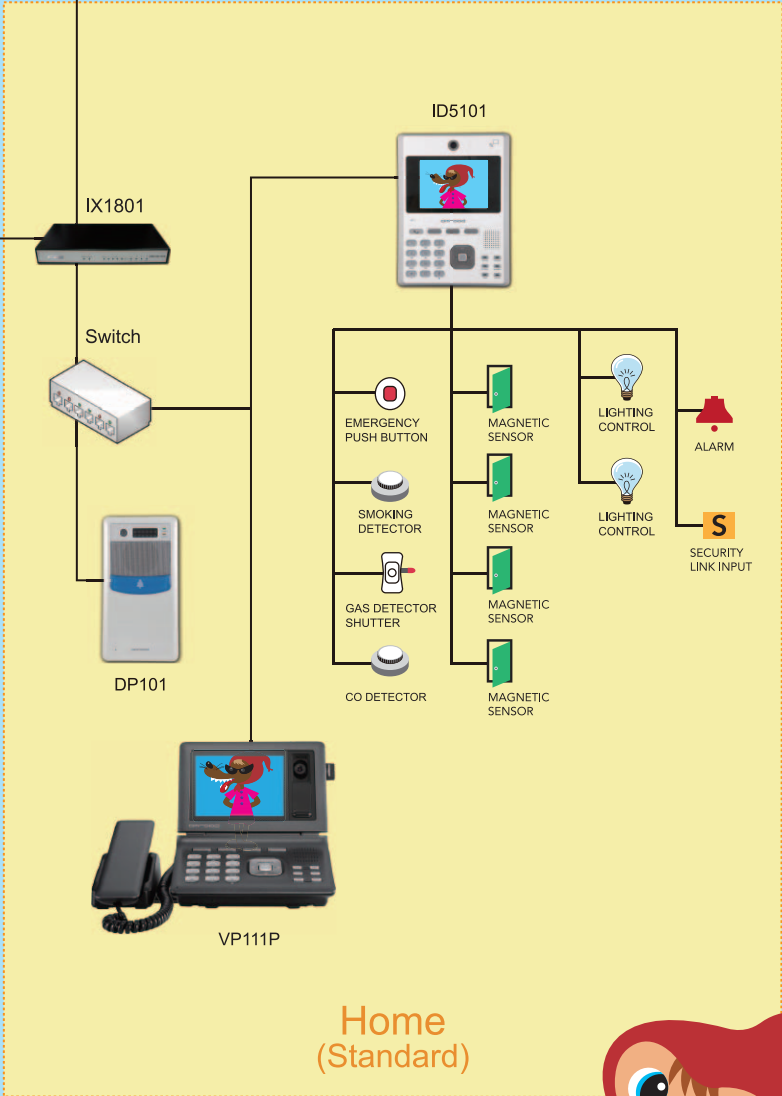 ID5101
IX1801
Switch
EMERGENCY
PUSH BUTTON
MAGNETIC
SENSOR
LIGHTING
CONTROL
ALARM
SMOKING
DETECTOR
MAGNETIC
SENSOR
LIGHTING
CONTROL
S
SECURITY
LINK INPUT
GAS DETECTOR
SHUTTER
MAGNETIC
SENSOR
CO DETECTOR
MAGNETIC
SENSOR
DP101
VP111P
Home
(Standard)